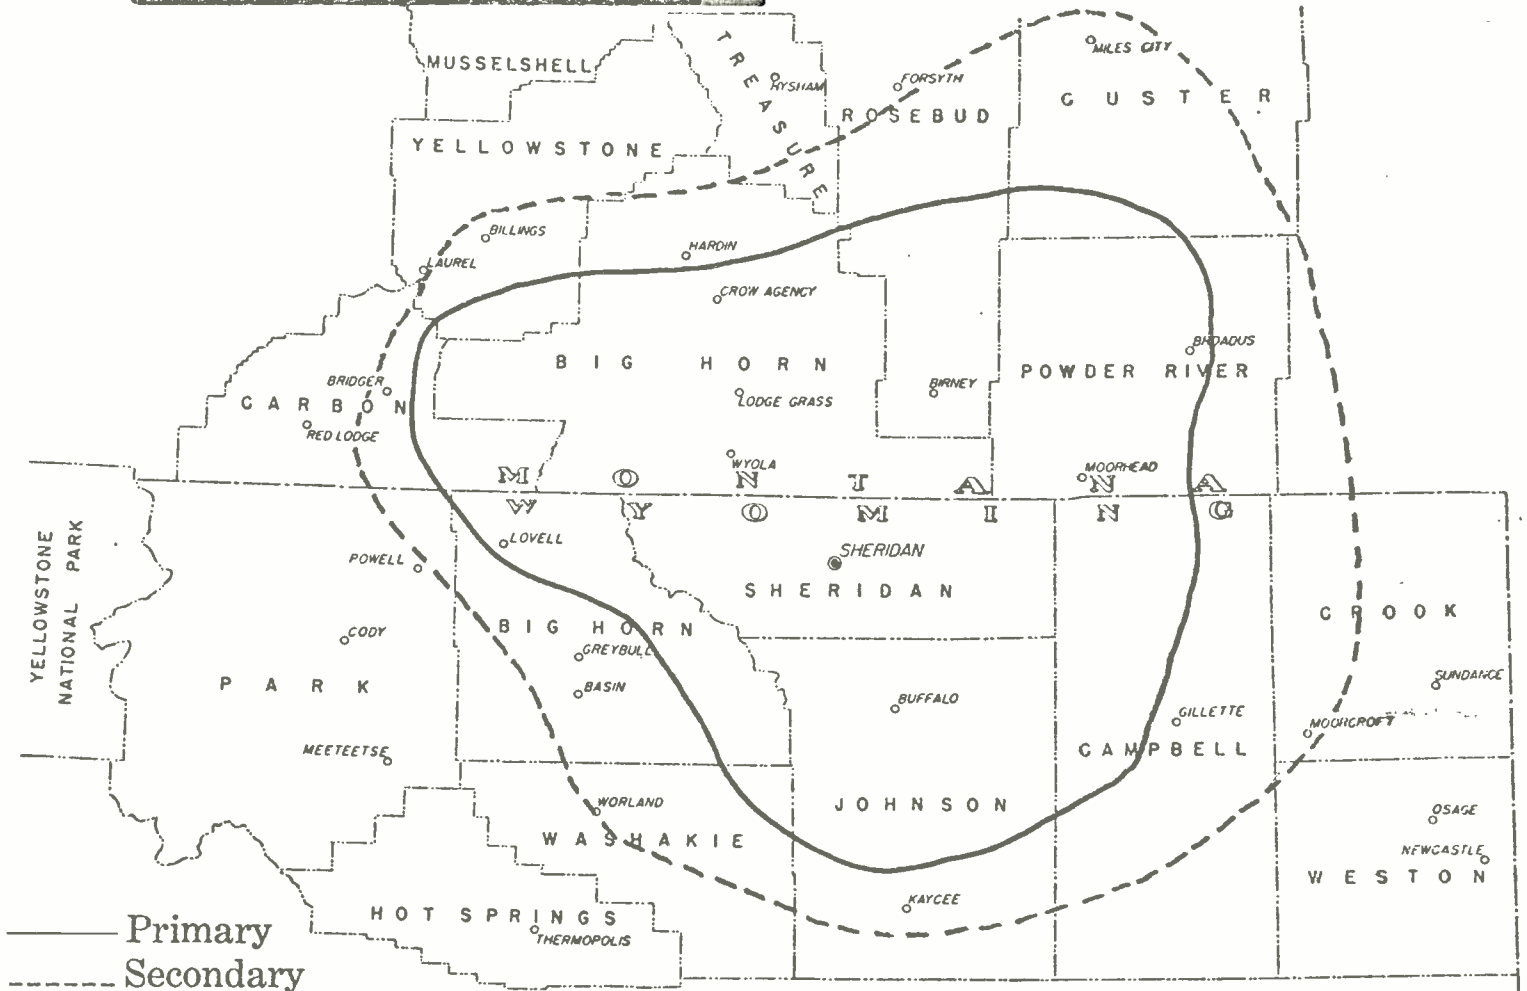 MUSSELSHELL
TREASURE
HYSHAM
FORSYTH
MILES CITY
ROSEBUD
CUSTER
YELLOWSTONE
BILLINGS
LAUREL
HARDIN
CROW AGENCY
BIG HORN
BROADUS
POWDER RIVER
BRIDGER
CARBON
RED LODGE
LODGE GRASS
BIRNEY
WYOLA
MOORHEAD
MONTANA
WYOMING
YELLOWSTONE
NATIONAL PARK
LOVELL
POWELL
SHERIDAN
SHERIDAN
CODY
BIG HORN
GREYBULL
BASIN
PARK
CROOK
SUNDANCE
BUFFALO
GILLETTE
MOORCROFT
CAMPBELL
MEETEETSE
WORLAND
WASHAKIE
JOHNSON
OSAGE
NEWCASTLE
WESTON
KAYCEE
HOT SPRINGS
THERMOPOLIS
Primary
Secondary